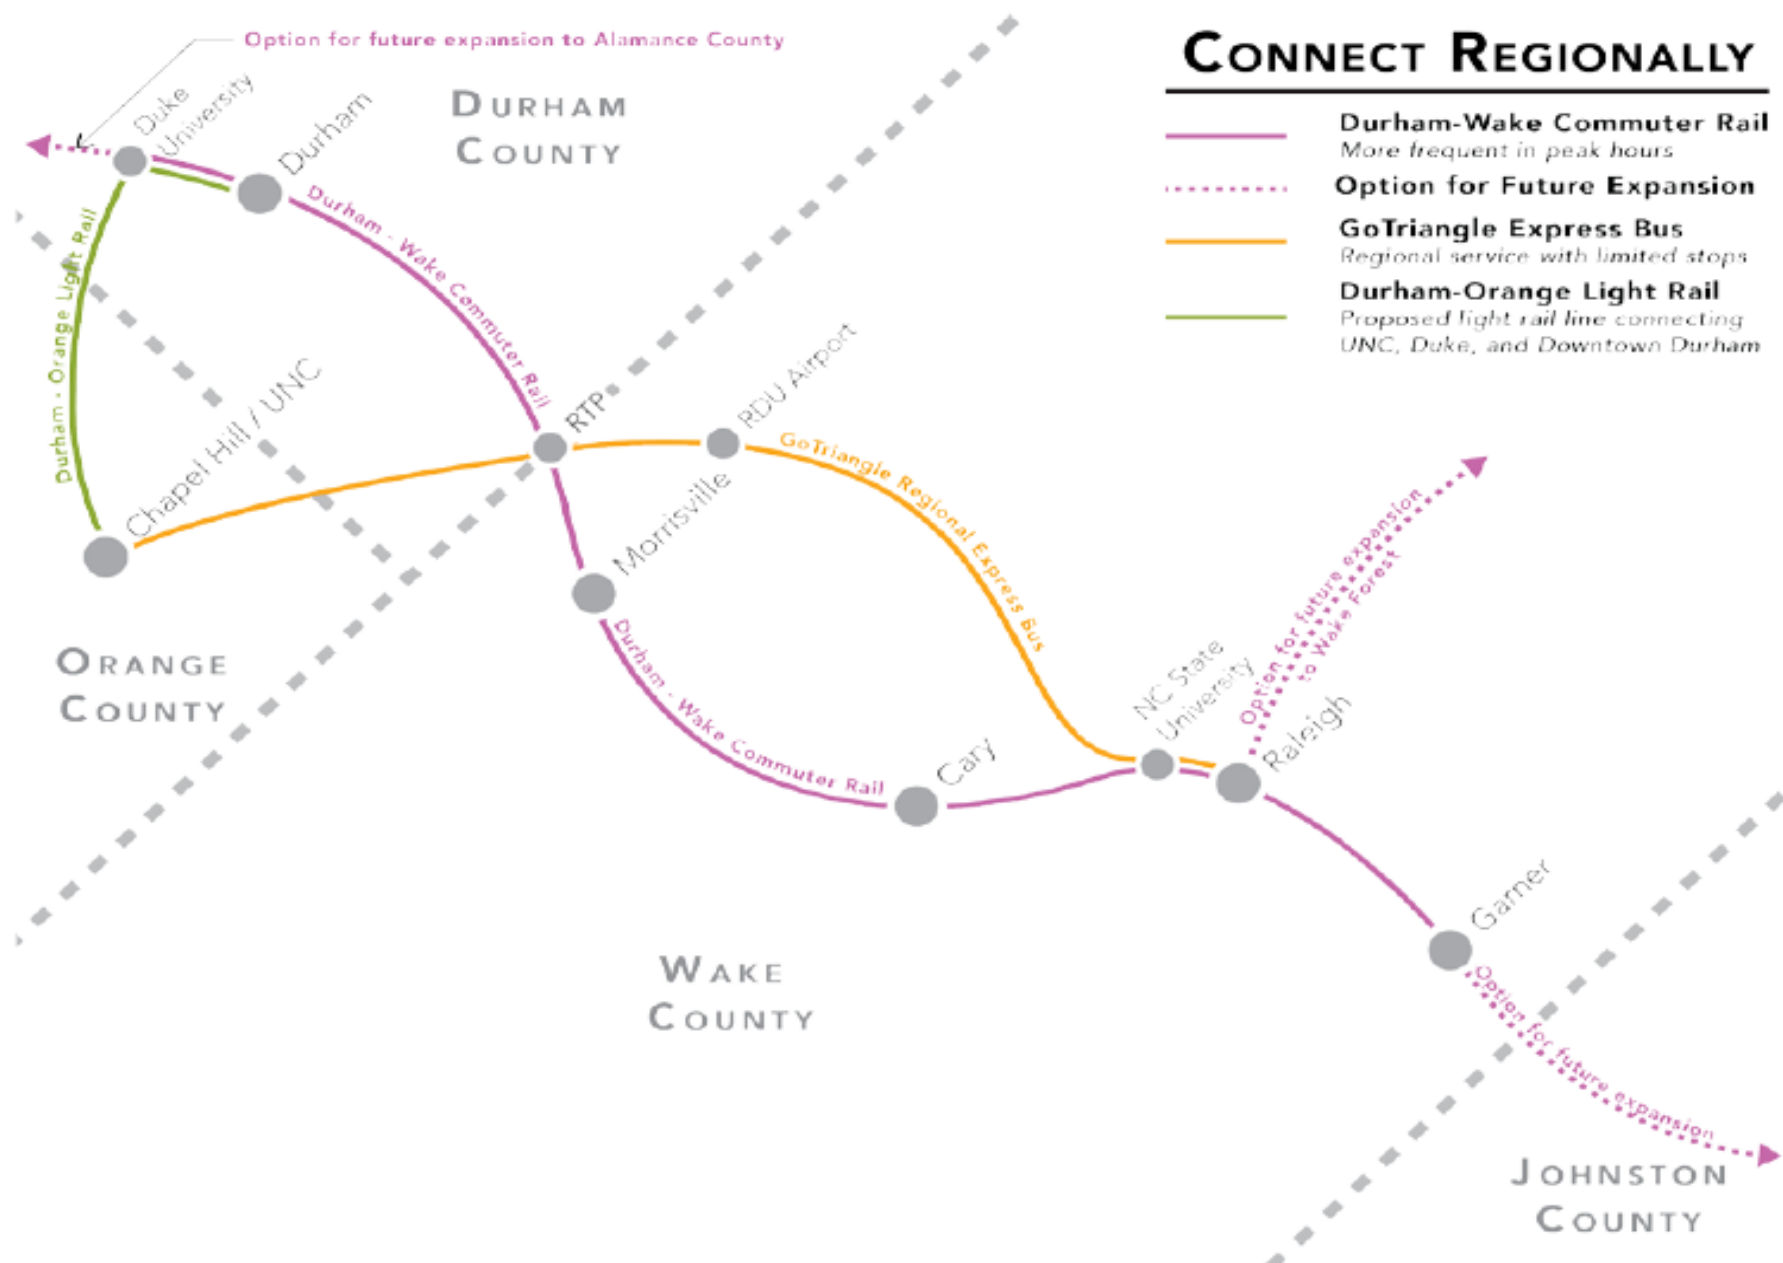 Option for future expansion to Alamance County
CONNECT REGIONALLY
Durham-Wake Commuter Rail
More frequent in peak hours
Option for Future Expansion
GoTriangle Express Bus
Regional service with limited stops
Durham-Orange Light Rail
Proposed light rail line connecting
UNC, Duke, and Downtown Durham
DURHAM
COUNTY
Duke
University
Durham
Durham - Wake Commuter Rail
Durham - Orange Light Rail
Chapel Hill / UNC
RTP
RDU Airport
GoTriangle Regional Express Bus
Morrisville
Durham - Wake Commuter Rail
ORANGE
COUNTY
Cary
NC State
University
Raleigh
Option for future expansion
to Wake Forest
Garner
WAKE
COUNTY
Option for future expansion
JOHNSTON
COUNTY